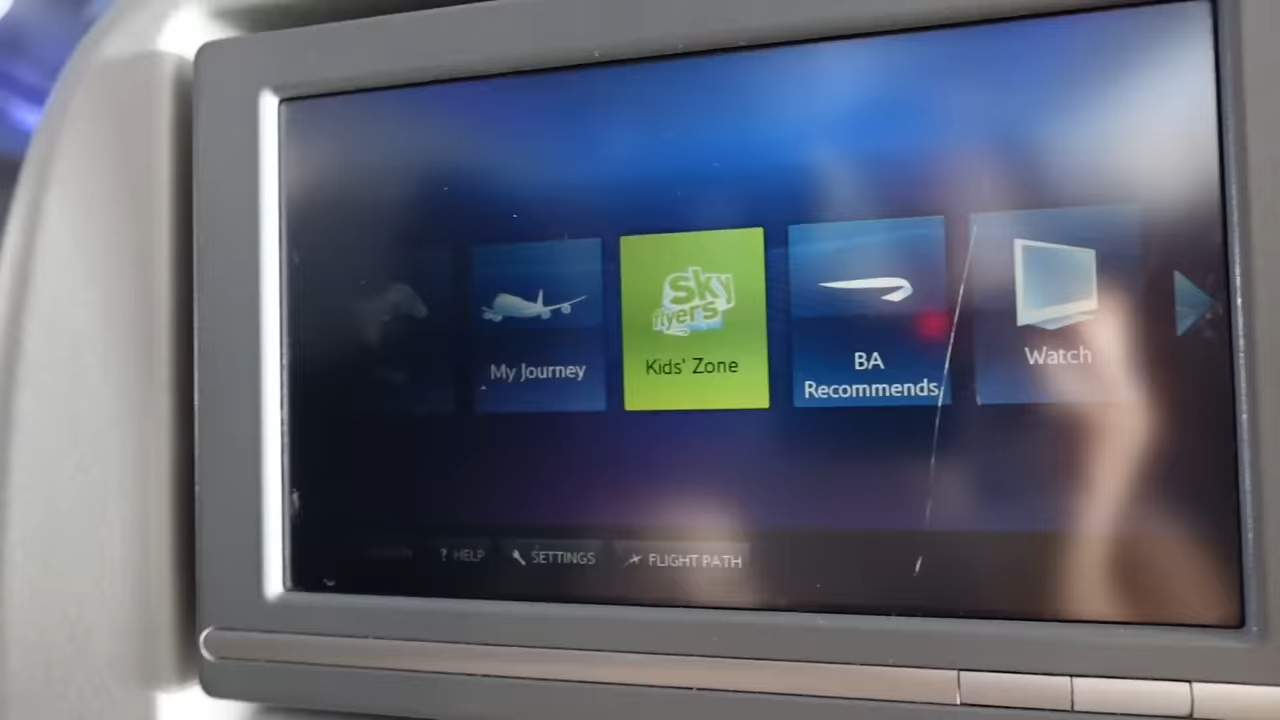 My Journey
sky
flyers
Kids' Zone
BA
Recommends
Watch
? HELP
SETTINGS
FLIGHT PATH